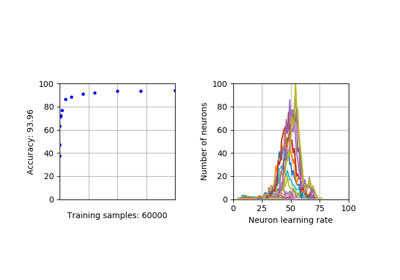 100
80
60
40
20
0
Accuracy: 93.96
Training samples: 60000
100
80
60
40
20
0
Number of neurons
0 25 50 75 100
Neuron learning rate